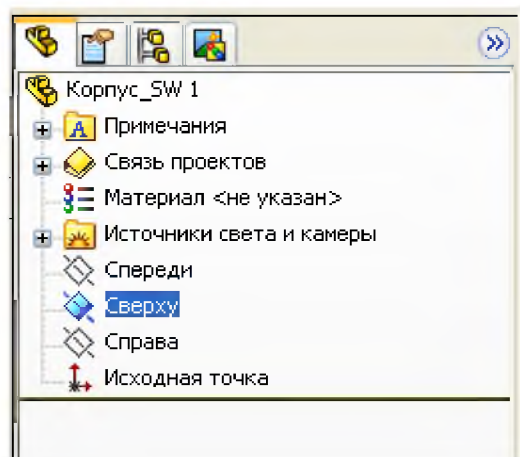 Корпус_SW 1
Примечания
Связь проектов
Материал <не указан>
Источники света и камеры
Спереди
Сверху
Справа
Исходная точка